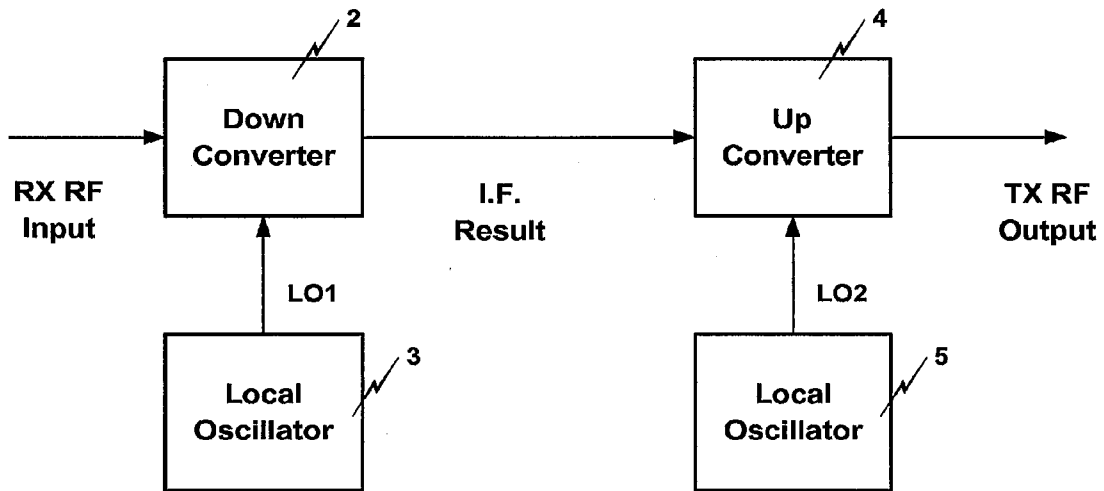 2
4
Down
Converter
Up
Converter
RX RF
Input
I.F.
Result
TX RF
Output
LO1
LO2
3
5
Local
Oscillator
Local
Oscillator